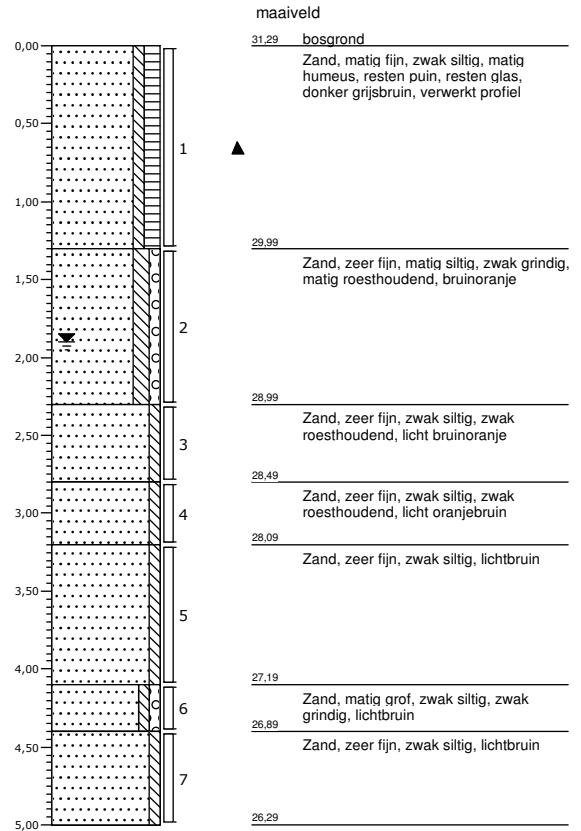 maaiveld
0,00
31,29 bosgrond
Zand, matig fijn, zwak siltig, matig
humeus, resten puin, resten glas,
donker grijsbruin, verwerkt profiel
0,50
1
1,00
29,99
Zand, zeer fijn, matig siltig, zwak grindig,
matig roesthoudend, bruinoranje
1,50
2
2,00
28,99
Zand, zeer fijn, zwak siltig, zwak
roesthoudend, licht bruinoranje
2,50
3
28,49
Zand, zeer fijn, zwak siltig, zwak
roesthoudend, licht oranjebruin
3,00
4
28,09
Zand, zeer fijn, zwak siltig, lichtbruin
3,50
5
4,00
27,19
Zand, matig grof, zwak siltig, zwak
grindig, lichtbruin
6
26,89
Zand, zeer fijn, zwak siltig, lichtbruin
4,50
7
26,29
5,00